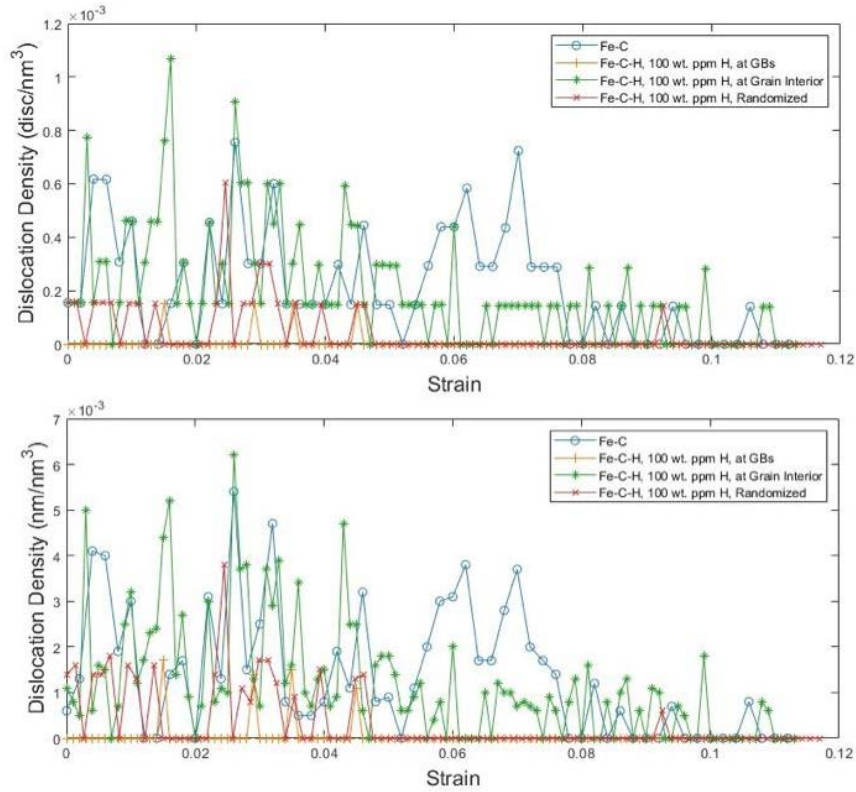 × 10⁻³
1.2
1
0.8
0.6
0.4
0.2
0
Dislocation Density (disc/nm³)
Fe-C
Fe-C-H, 100 wt. ppm H, at GBs
Fe-C-H, 100 wt. ppm H, at Grain Interior
Fe-C-H, 100 wt. ppm H, Randomized
0 0.02 0.04 0.06 0.08 0.1 0.12
Strain
× 10⁻³
7
6
5
4
3
2
1
0
Dislocation Density (nm/nm³)
Fe-C
Fe-C-H, 100 wt. ppm H, at GBs
Fe-C-H, 100 wt. ppm H, at Grain Interior
Fe-C-H, 100 wt. ppm H, Randomized
0 0.02 0.04 0.06 0.08 0.1 0.12
Strain